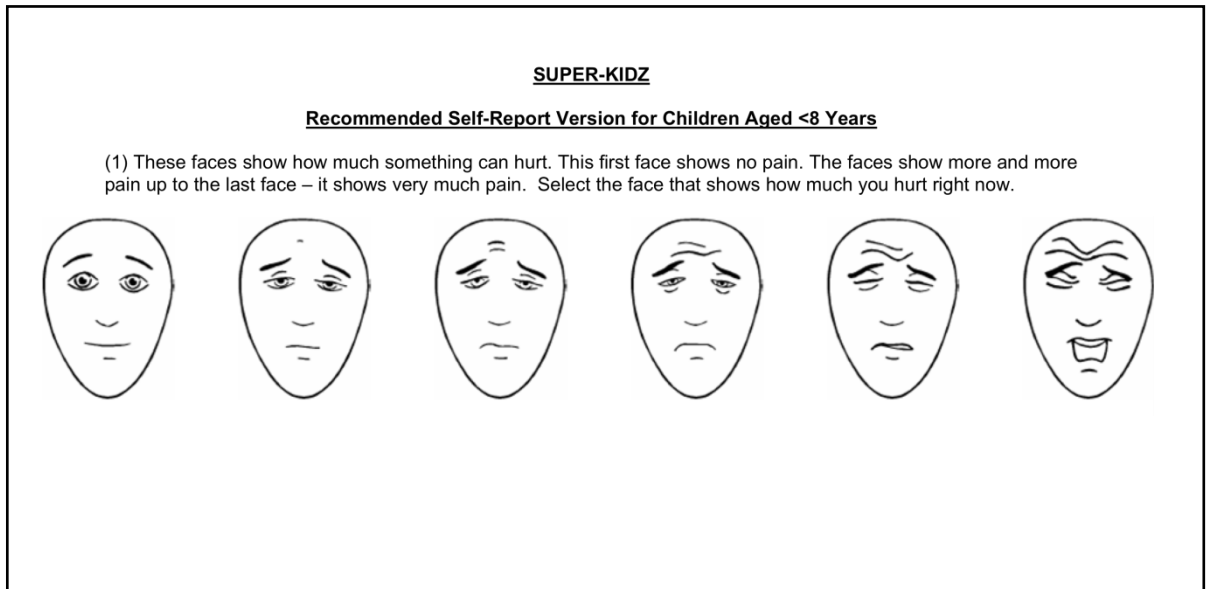 SUPER-KIDZ
Recommended Self-Report Version for Children Aged <8 Years
(1) These faces show how much something can hurt. This first face shows no pain. The faces show more and more
pain up to the last face – it shows very much pain.  Select the face that shows how much you hurt right now.